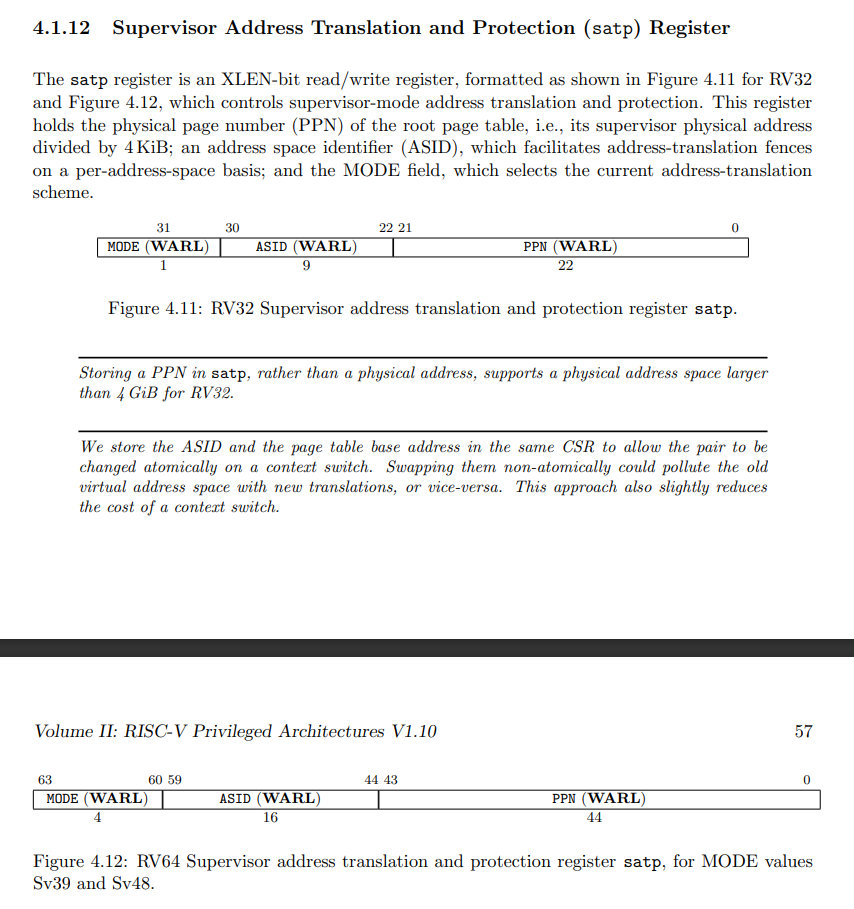 4.1.12 Supervisor Address Translation and Protection (satp) Register
The satp register is an XLEN-bit read/write register, formatted as shown in Figure 4.11 for RV32
and Figure 4.12, which controls supervisor-mode address translation and protection. This register
holds the physical page number (PPN) of the root page table, i.e., its supervisor physical address
divided by 4 KiB; an address space identifier (ASID), which facilitates address-translation fences
on a per-address-space basis; and the MODE field, which selects the current address-translation
scheme.
31 30 22 21 0
MODE (WARL) ASID (WARL) PPN (WARL)
1 9 22
Figure 4.11: RV32 Supervisor address translation and protection register satp.
Storing a PPN in satp, rather than a physical address, supports a physical address space larger
than 4 GiB for RV32.
We store the ASID and the page table base address in the same CSR to allow the pair to be
changed atomically on a context switch. Swapping them non-atomically could pollute the old
virtual address space with new translations, or vice-versa. This approach also slightly reduces
the cost of a context switch.
Volume II: RISC-V Privileged Architectures V1.10 57
63 60 59 44 43 0
MODE (WARL) ASID (WARL) PPN (WARL)
4 16 44
Figure 4.12: RV64 Supervisor address translation and protection register satp, for MODE values
Sv39 and Sv48.